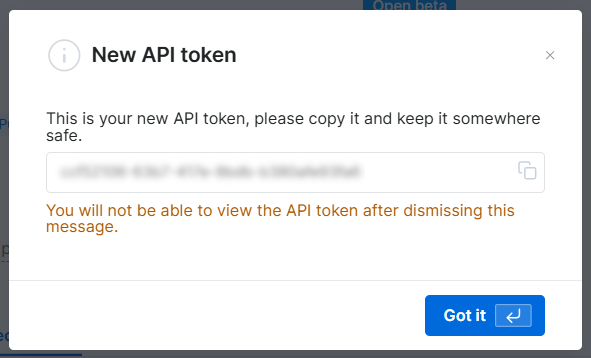 Open beta
New API token
This is your new API token, please copy it and keep it somewhere
safe.
You will not be able to view the API token after dismissing this
message.
Got it